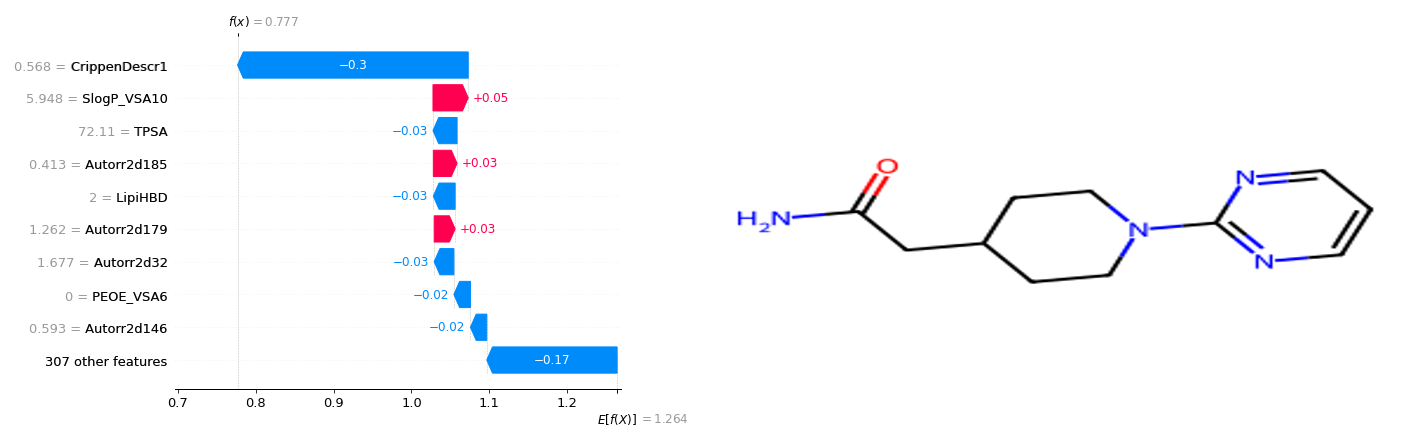 f(x) = 0.777
0.568 = CrippenDescr1
−0.3
5.948 = SlogP_VSA10
+0.05
72.11 = TPSA
−0.03
0.413 = Autorr2d185
+0.03
2 = LipiHBD
−0.03
1.262 = Autorr2d179
+0.03
1.677 = Autorr2d32
−0.03
0 = PEOE_VSA6
−0.02
0.593 = Autorr2d146
−0.02
307 other features
−0.17
0.7 0.8 0.9 1.0 1.1 1.2
E[f(X)] = 1.264
O
H₂N
N
N
N